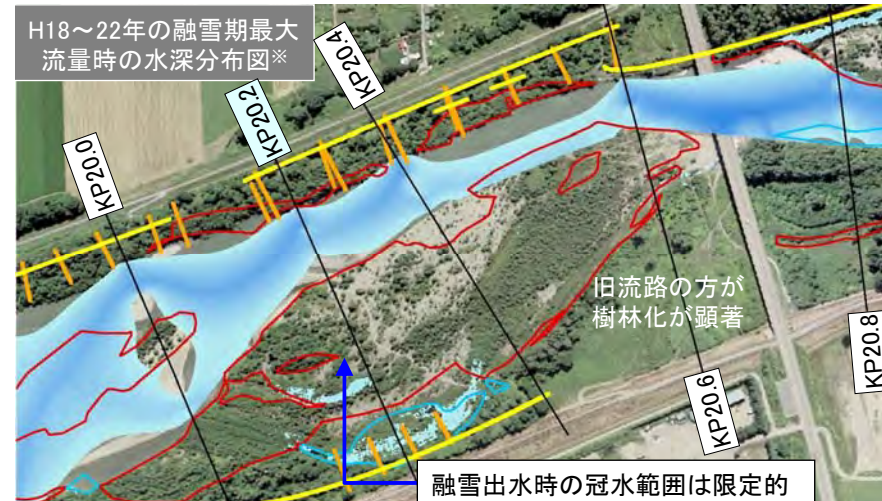 H18～22年の融雪期最大
流量時の水深分布図※
KP20.0
KP20.2
KP20.4
旧流路の方が
樹林化が顕著
KP20.6
KP20.8
融雪出水時の冠水範囲は限定的